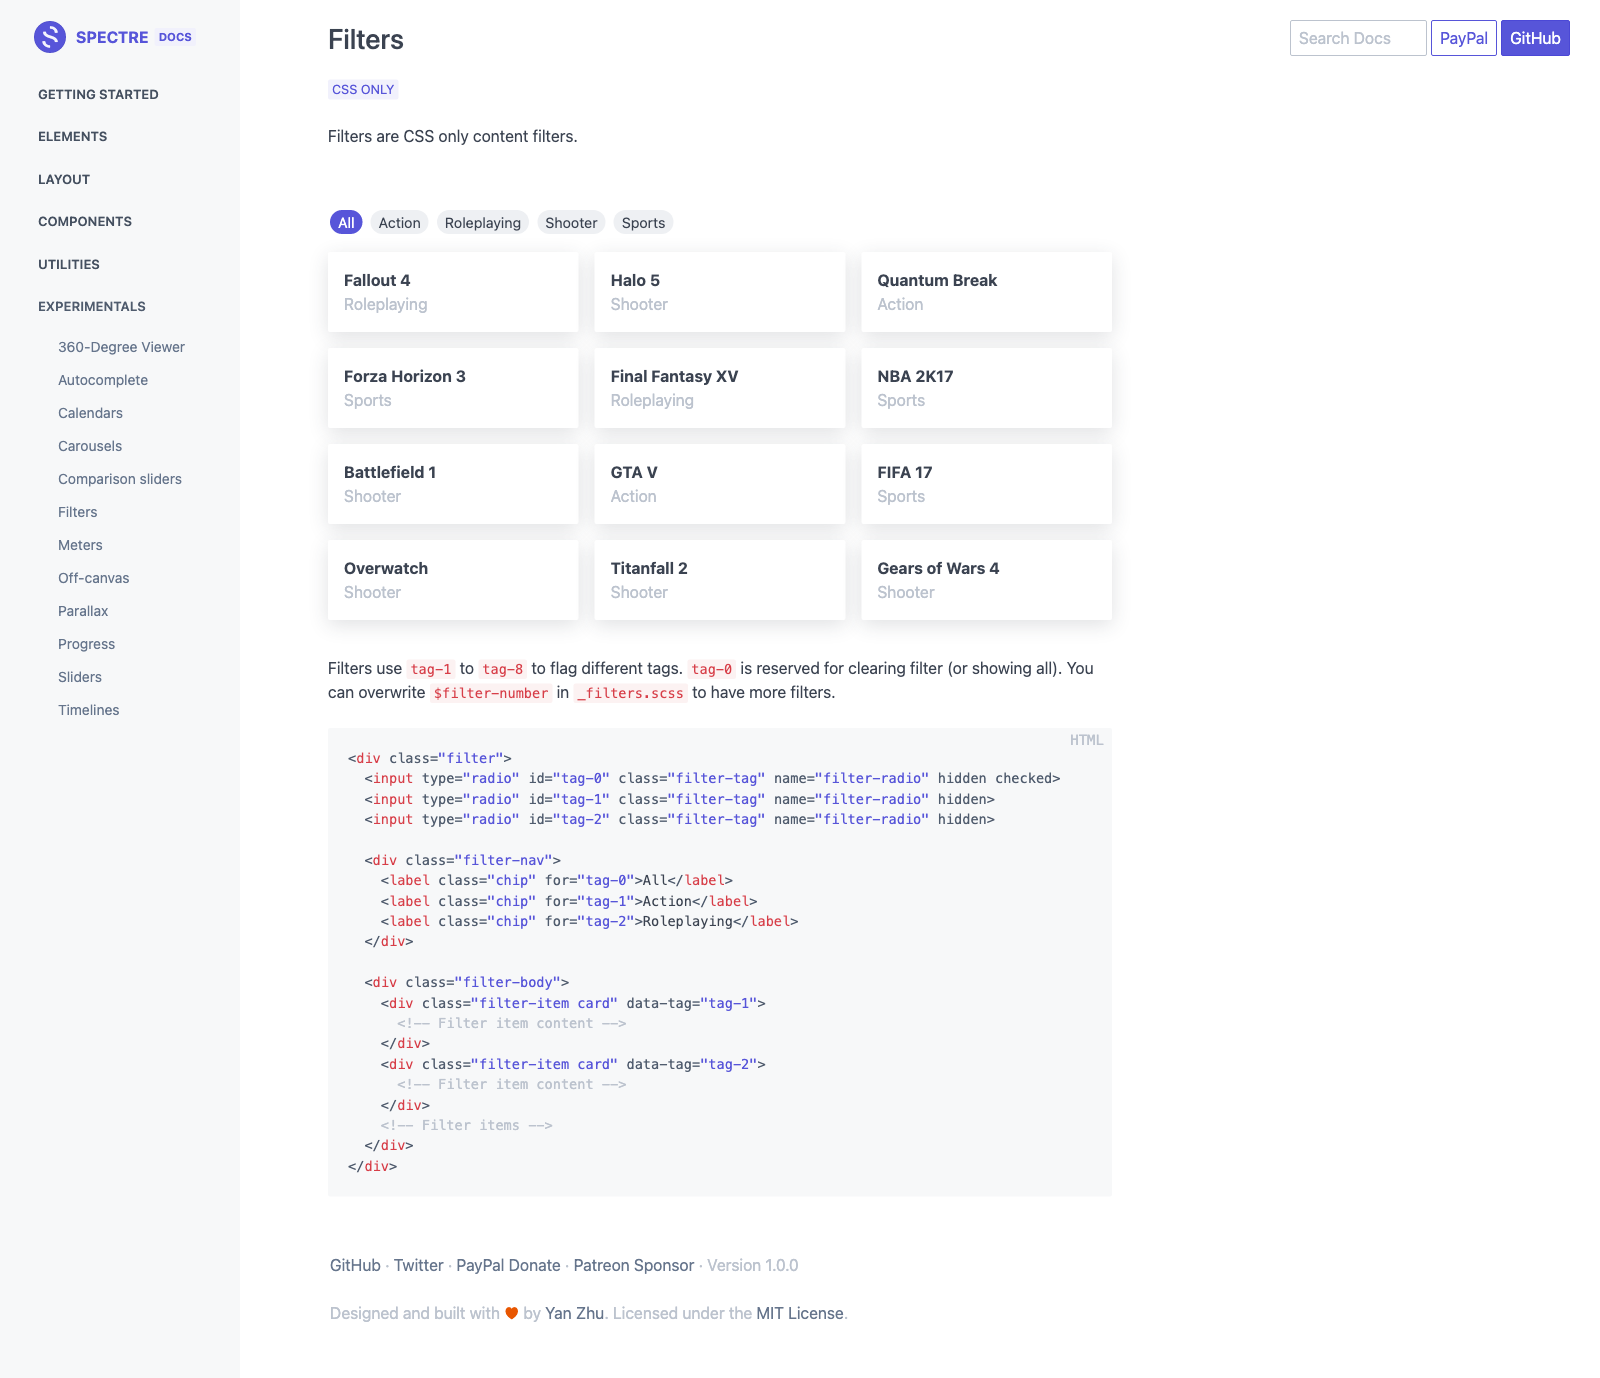 SPECTRE DOCS
GETTING STARTED
ELEMENTS
LAYOUT
COMPONENTS
UTILITIES
EXPERIMENTALS
360-Degree Viewer
Autocomplete
Calendars
Carousels
Comparison sliders
Filters
Meters
Off-canvas
Parallax
Progress
Sliders
Timelines
Filters
Search Docs PayPal GitHub
CSS ONLY
Filters are CSS only content filters.
All Action Roleplaying Shooter Sports
Fallout 4
Roleplaying
Halo 5
Shooter
Quantum Break
Action
Forza Horizon 3
Sports
Final Fantasy XV
Roleplaying
NBA 2K17
Sports
Battlefield 1
Shooter
GTA V
Action
FIFA 17
Sports
Overwatch
Shooter
Titanfall 2
Shooter
Gears of Wars 4
Shooter
Filters use tag-1 to tag-8 to flag different tags. tag-0 is reserved for clearing filter (or showing all). You
can overwrite $filter-number in _filters.scss to have more filters.
HTML
<div class="filter">
  <input type="radio" id="tag-0" class="filter-tag" name="filter-radio" hidden checked>
  <input type="radio" id="tag-1" class="filter-tag" name="filter-radio" hidden>
  <input type="radio" id="tag-2" class="filter-tag" name="filter-radio" hidden>
  <div class="filter-nav">
    <label class="chip" for="tag-0">All</label>
    <label class="chip" for="tag-1">Action</label>
    <label class="chip" for="tag-2">Roleplaying</label>
  </div>
  <div class="filter-body">
    <div class="filter-item card" data-tag="tag-1">
      <!-- Filter item content -->
    </div>
    <div class="filter-item card" data-tag="tag-2">
      <!-- Filter item content -->
    </div>
    <!-- Filter items -->
  </div>
</div>
GitHub · Twitter · PayPal Donate · Patreon Sponsor · Version 1.0.0
Designed and built with ♥ by Yan Zhu. Licensed under the MIT License.